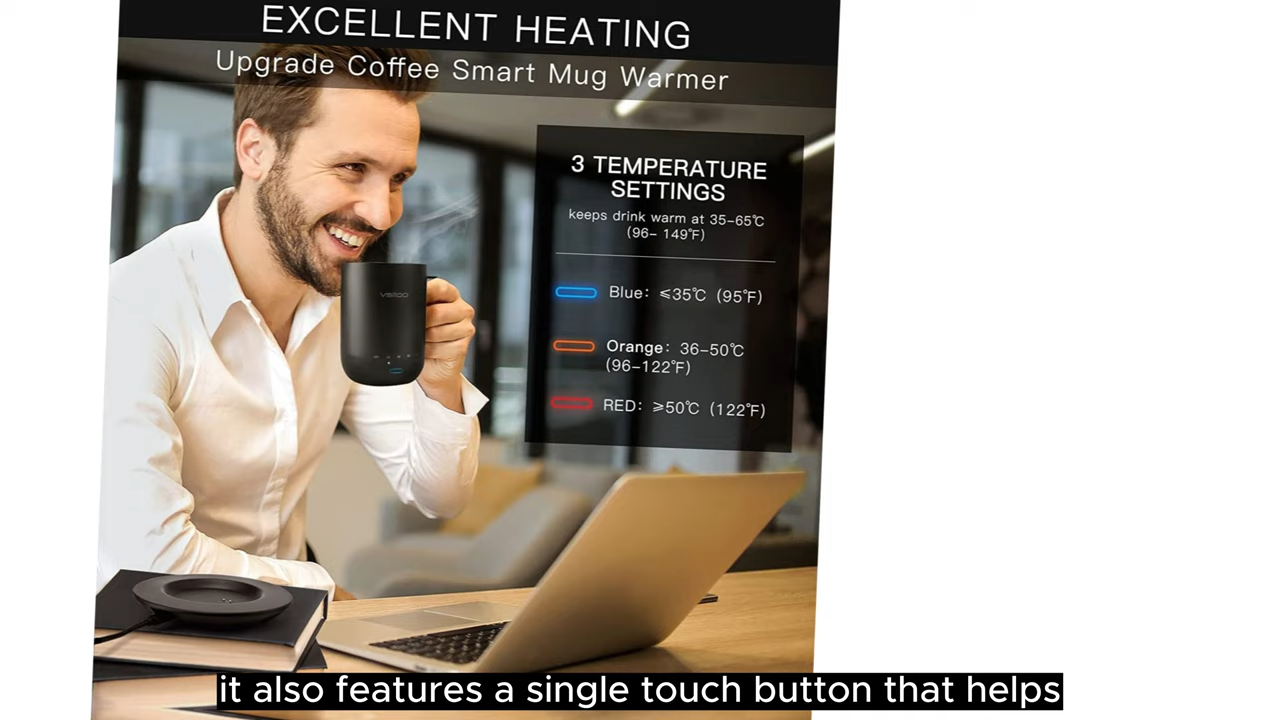 EXCELLENT HEATING
Upgrade Coffee Smart Mug Warmer
3 TEMPERATURE
SETTINGS
keeps drink warm at 35-65℃
(96- 149℉)
Blue: ⩽35℃ (95℉)
Orange: 36-50℃
(96-122℉)
RED: ⩾50℃ (122℉)
vsitoo
it also features a single touch button that helps